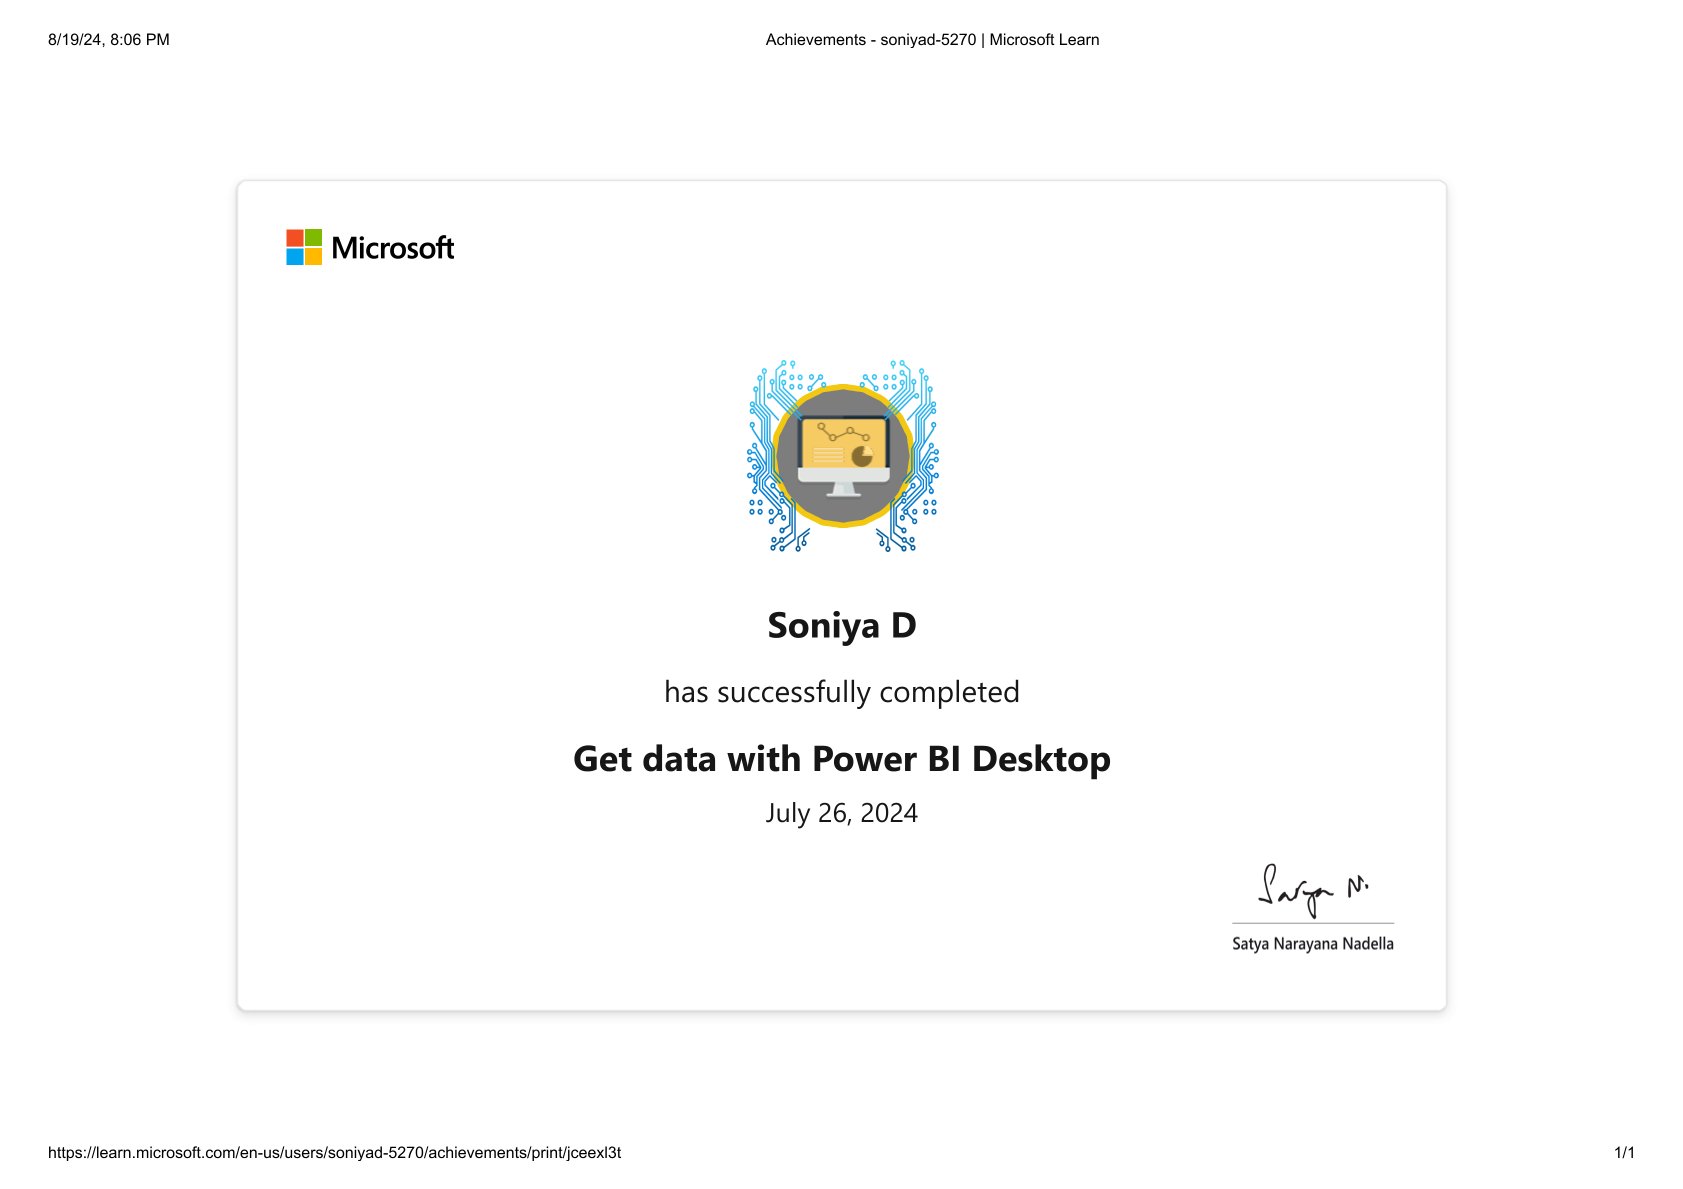 8/19/24, 8:06 PM
Achievements - soniyad-5270 | Microsoft Learn
Microsoft
Soniya D
has successfully completed
Get data with Power BI Desktop
July 26, 2024
Satya N.
Satya Narayana Nadella
https://learn.microsoft.com/en-us/users/soniyad-5270/achievements/print/jceexl3t
1/1